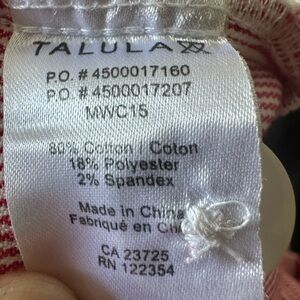 TALULA
P.O. # 4500017160
P.O. # 4500017207
MWC15
80% Cotton / Coton
18% Polyester
2% Spandex
Made in China
Fabriqué en
CA 23725
RN 122354